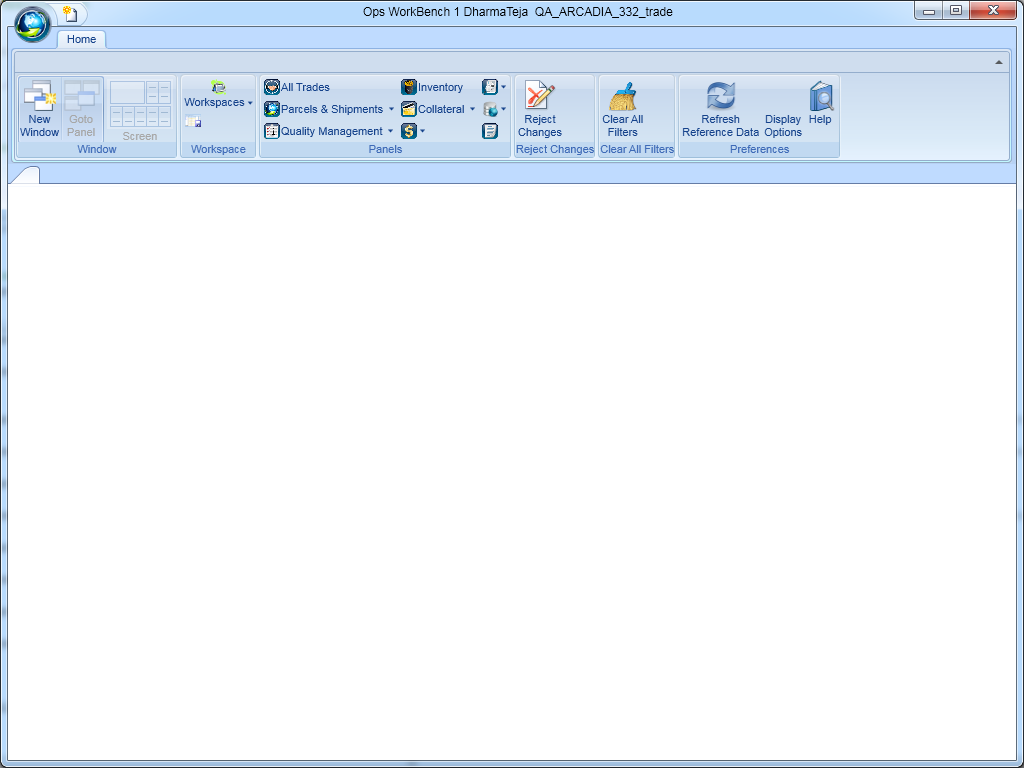 Ops WorkBench 1 DharmaTeja  QA_ARCADIA_332_trade
Home
New
Window
Goto
Panel
Screen
Window
Workspaces
Workspace
All Trades
Parcels & Shipments
Quality Management
Inventory
Collateral
Panels
Reject
Changes
Reject Changes
Clear All
Filters
Clear All Filters
Refresh
Reference Data
Display
Options
Help
Preferences